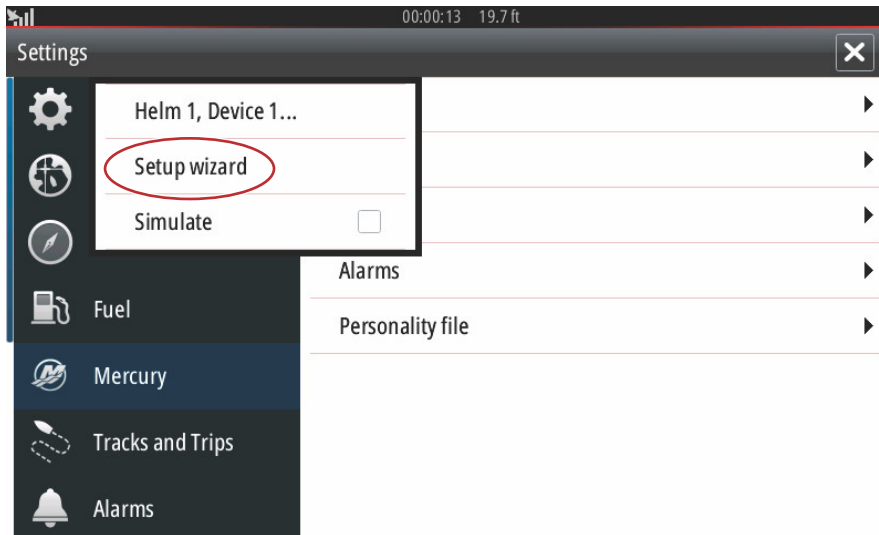 00:00:13 19.7 ft
Settings
Helm 1, Device 1...
Setup wizard
Simulate
Fuel
Mercury
Tracks and Trips
Alarms
Alarms
Personality file